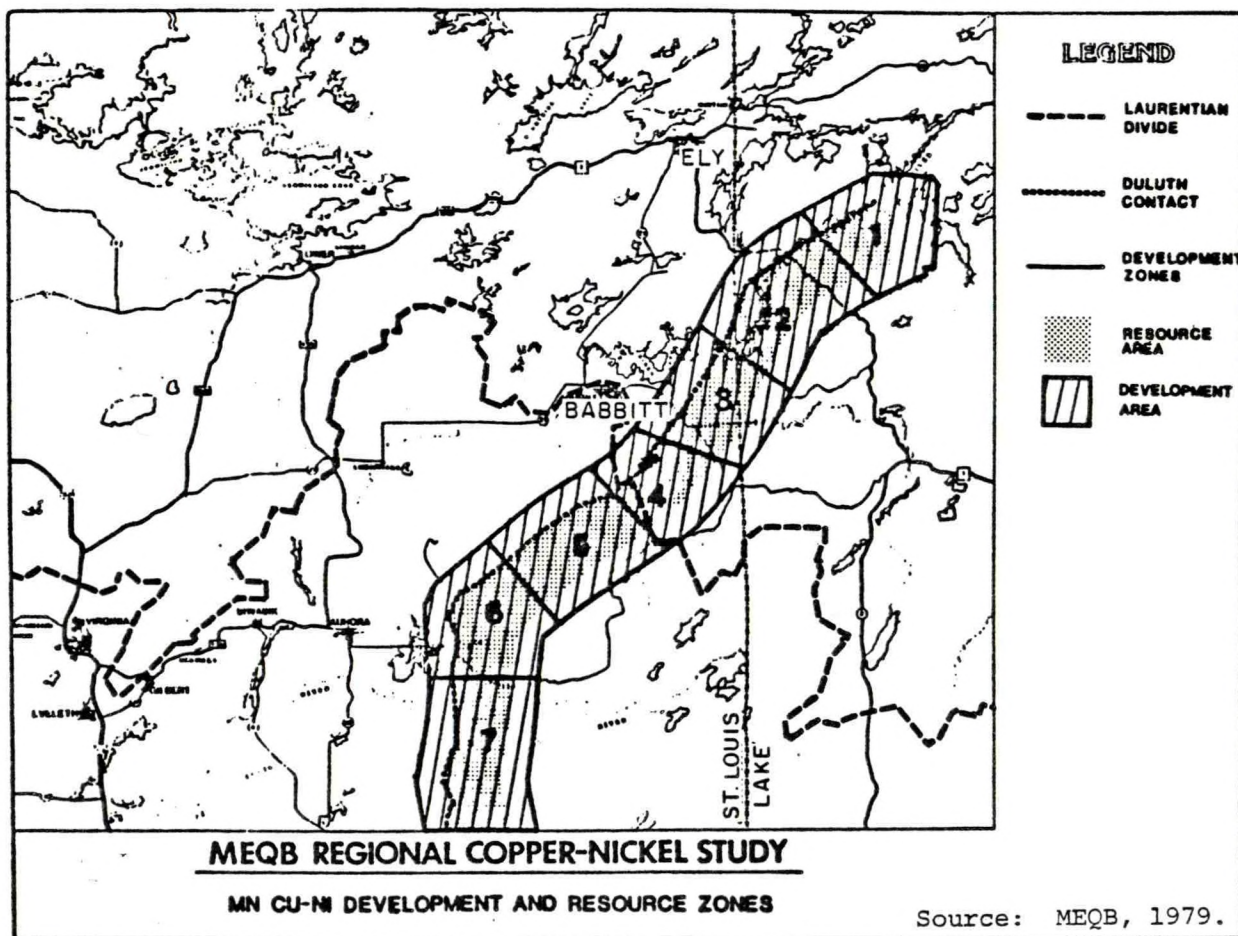 LEGEND
LAURENTIAN
DIVIDE
DULUTH
CONTACT
DEVELOPMENT
ZONES
RESOURCE
AREA
DEVELOPMENT
AREA
ELY
1
2
3
BABBITT
4
5
6
VIRGINIA
AURORA
7
ST. LOUIS
LAKE
MEQB REGIONAL COPPER-NICKEL STUDY
MN CU-NI DEVELOPMENT AND RESOURCE ZONES
Source: MEQB, 1979.